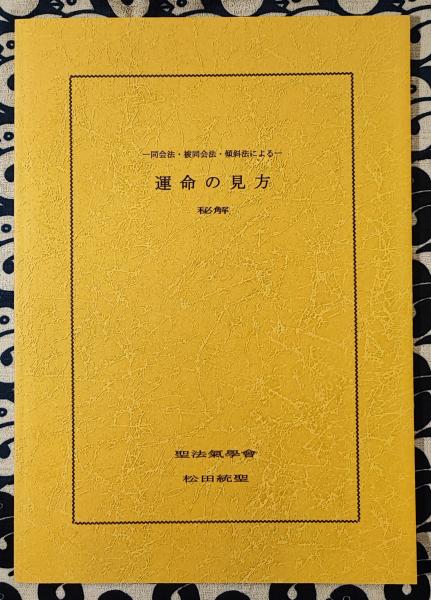 ―同会法・被同会法・傾斜法による―
運命の見方
秘解
聖法氣學會
松田統聖